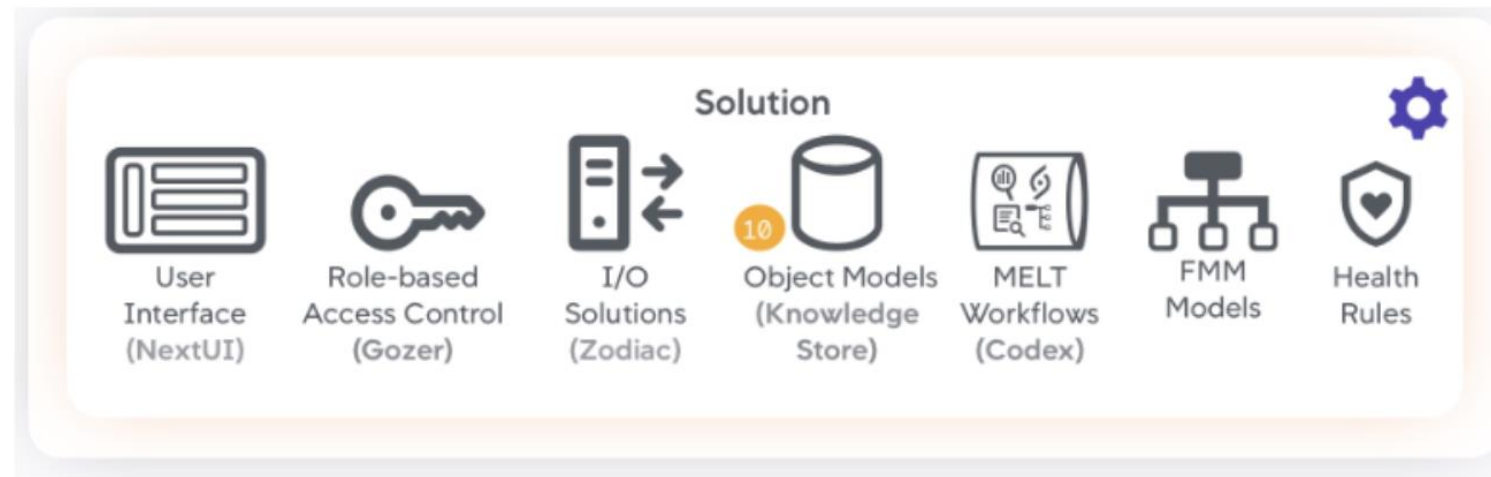 Solution
10
User
Interface
(NextUI)
Role-based
Access Control
(Gozer)
I/O
Solutions
(Zodiac)
Object Models
(Knowledge
Store)
MELT
Workflows
(Codex)
FMM
Models
Health
Rules